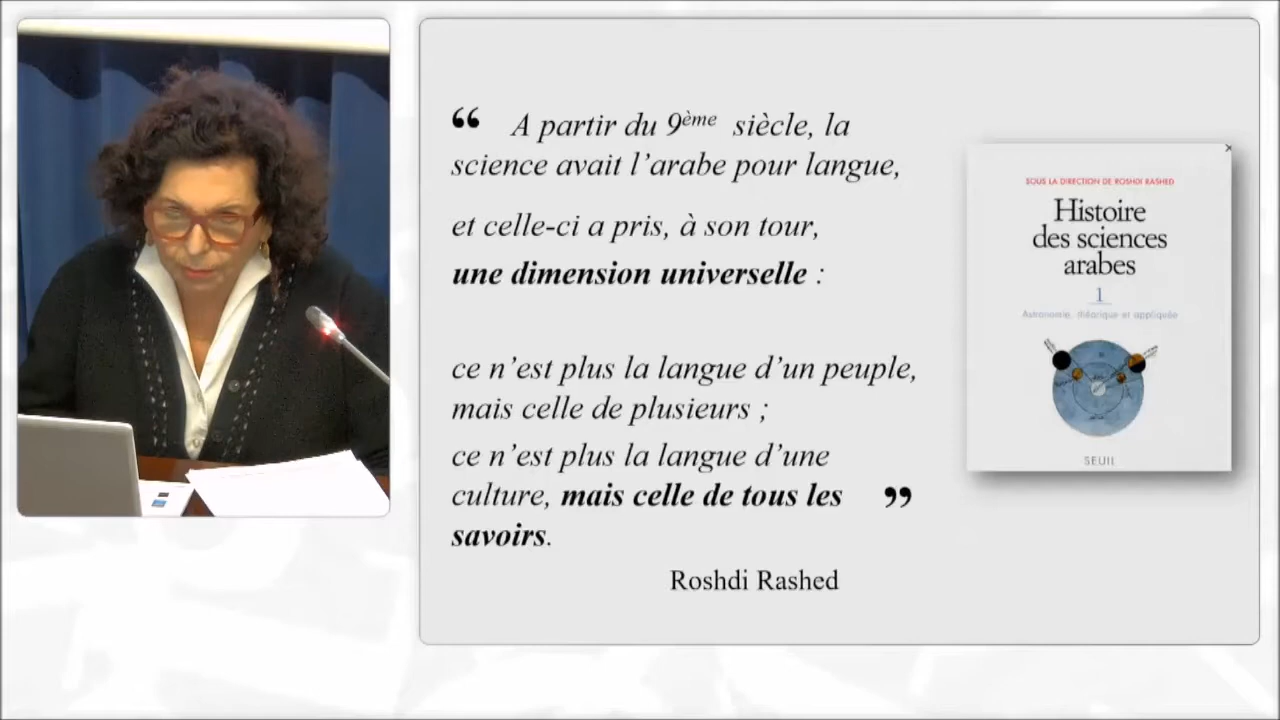 “ A partir du 9ème siècle, la
science avait l’arabe pour langue,
et celle-ci a pris, à son tour,
une dimension universelle :
ce n’est plus la langue d’un peuple,
mais celle de plusieurs ;
ce n’est plus la langue d’une
culture, mais celle de tous les ”
savoirs.
Roshdi Rashed
SOUS LA DIRECTION DE ROSHDI RASHED
Histoire
des sciences
arabes
1
Astronomie, théorique et appliquée
SEUIL